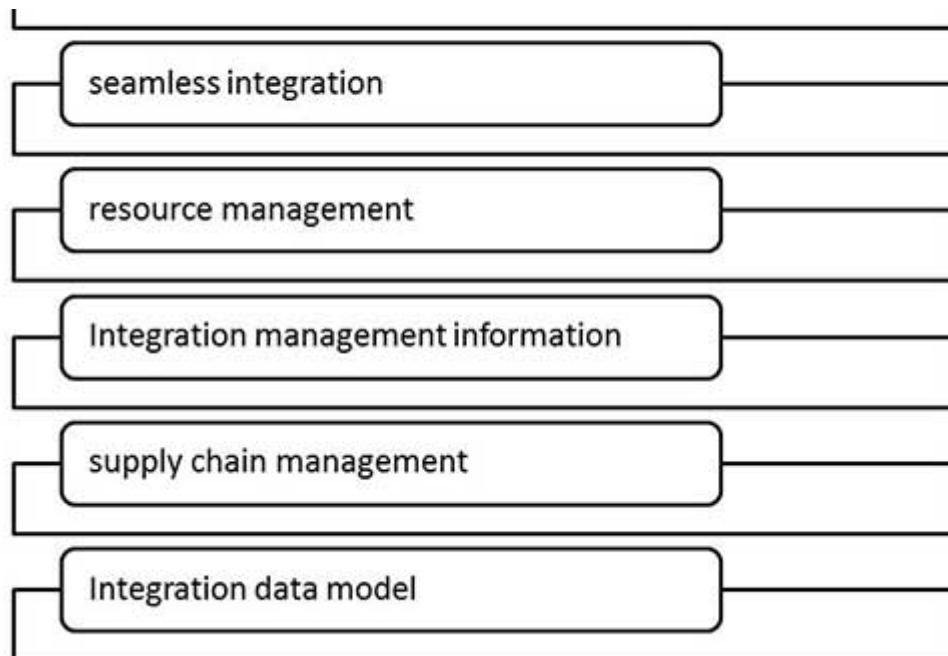 seamless integration
resource management
Integration management information
supply chain management
Integration data model